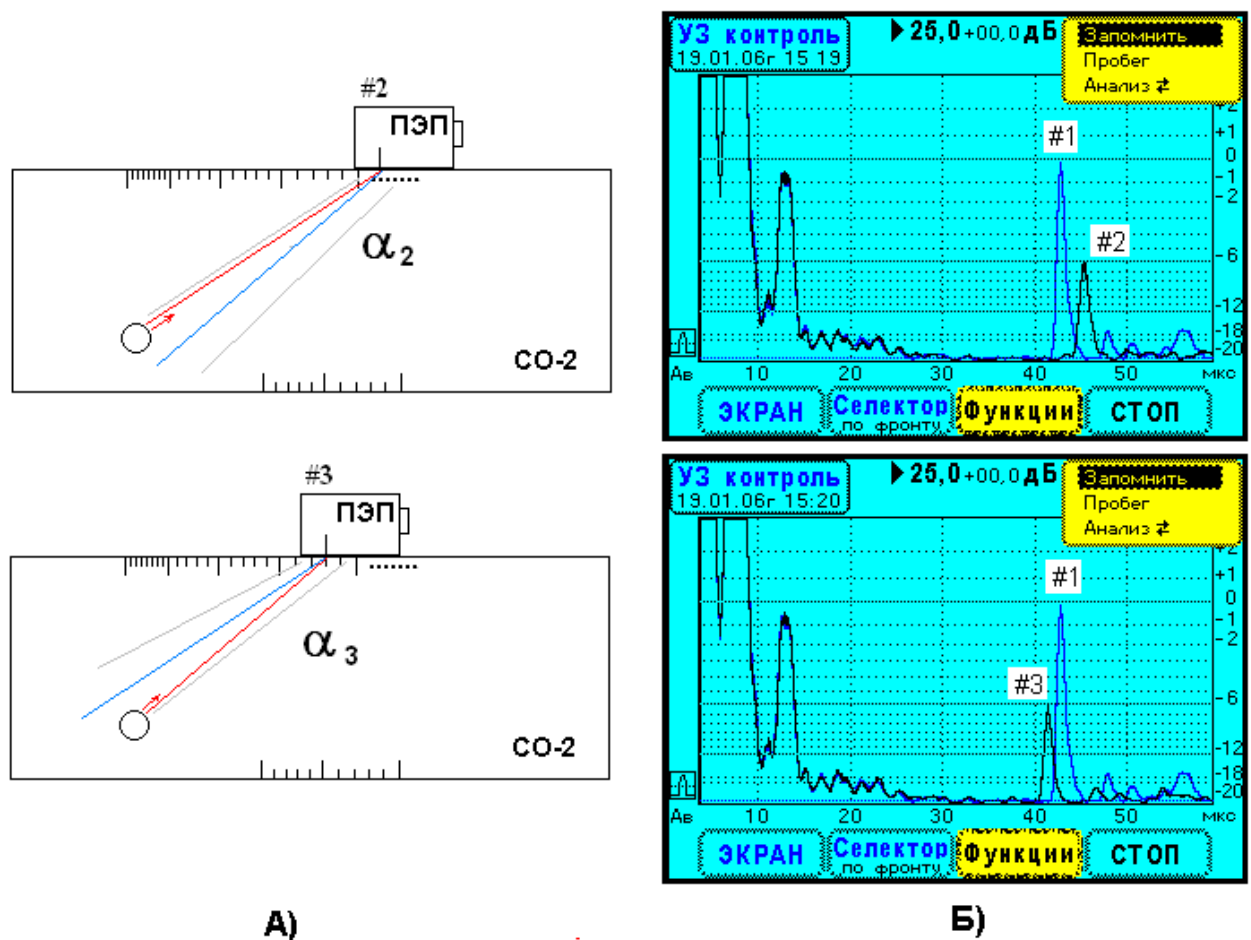 #2
ПЭП
α2
СО-2
УЗ контроль
19.01.06г 15 19
25,0+00,0дБ
Запомнить
Пробег
Анализ ⇄
#1
#2
+2
+1
0
-1
-2
-6
-12
-18
-20
Ав 10 20 30 40 50 мкс
ЭКРАН
Селектор
по фронту
Функции
СТОП
#3
ПЭП
α3
СО-2
УЗ контроль
19.01.06г 15:20
25,0+00,0дБ
Запомнить
Пробег
Анализ ⇄
#1
#3
+2
+1
0
-1
-2
-6
-12
-18
-20
Ав 10 20 30 40 50 мкс
ЭКРАН
Селектор
по фронту
Функции
СТОП
А)
Б)